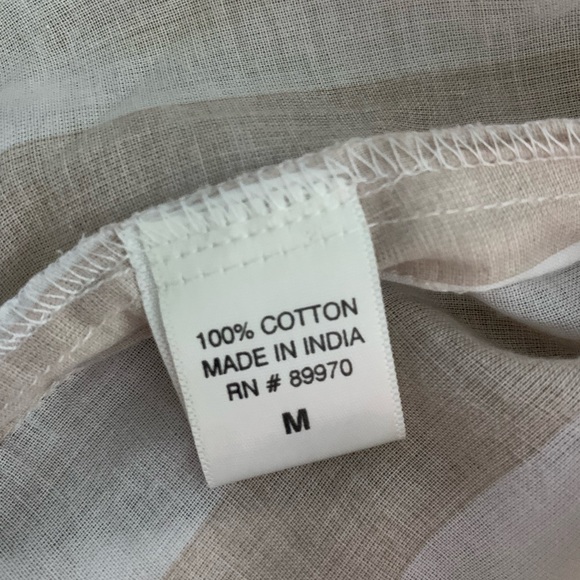 100% COTTON
MADE IN INDIA
RN # 89970
M